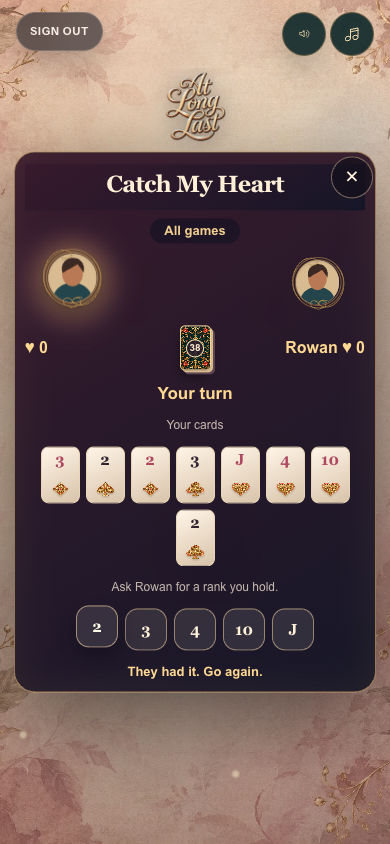 SIGN OUT
At
Long
Last
Catch My Heart
✕
All games
♥ 0
38
Rowan ♥ 0
Your turn
Your cards
3 2 2 3 J 4 10
2
Ask Rowan for a rank you hold.
2 3 4 10 J
They had it. Go again.